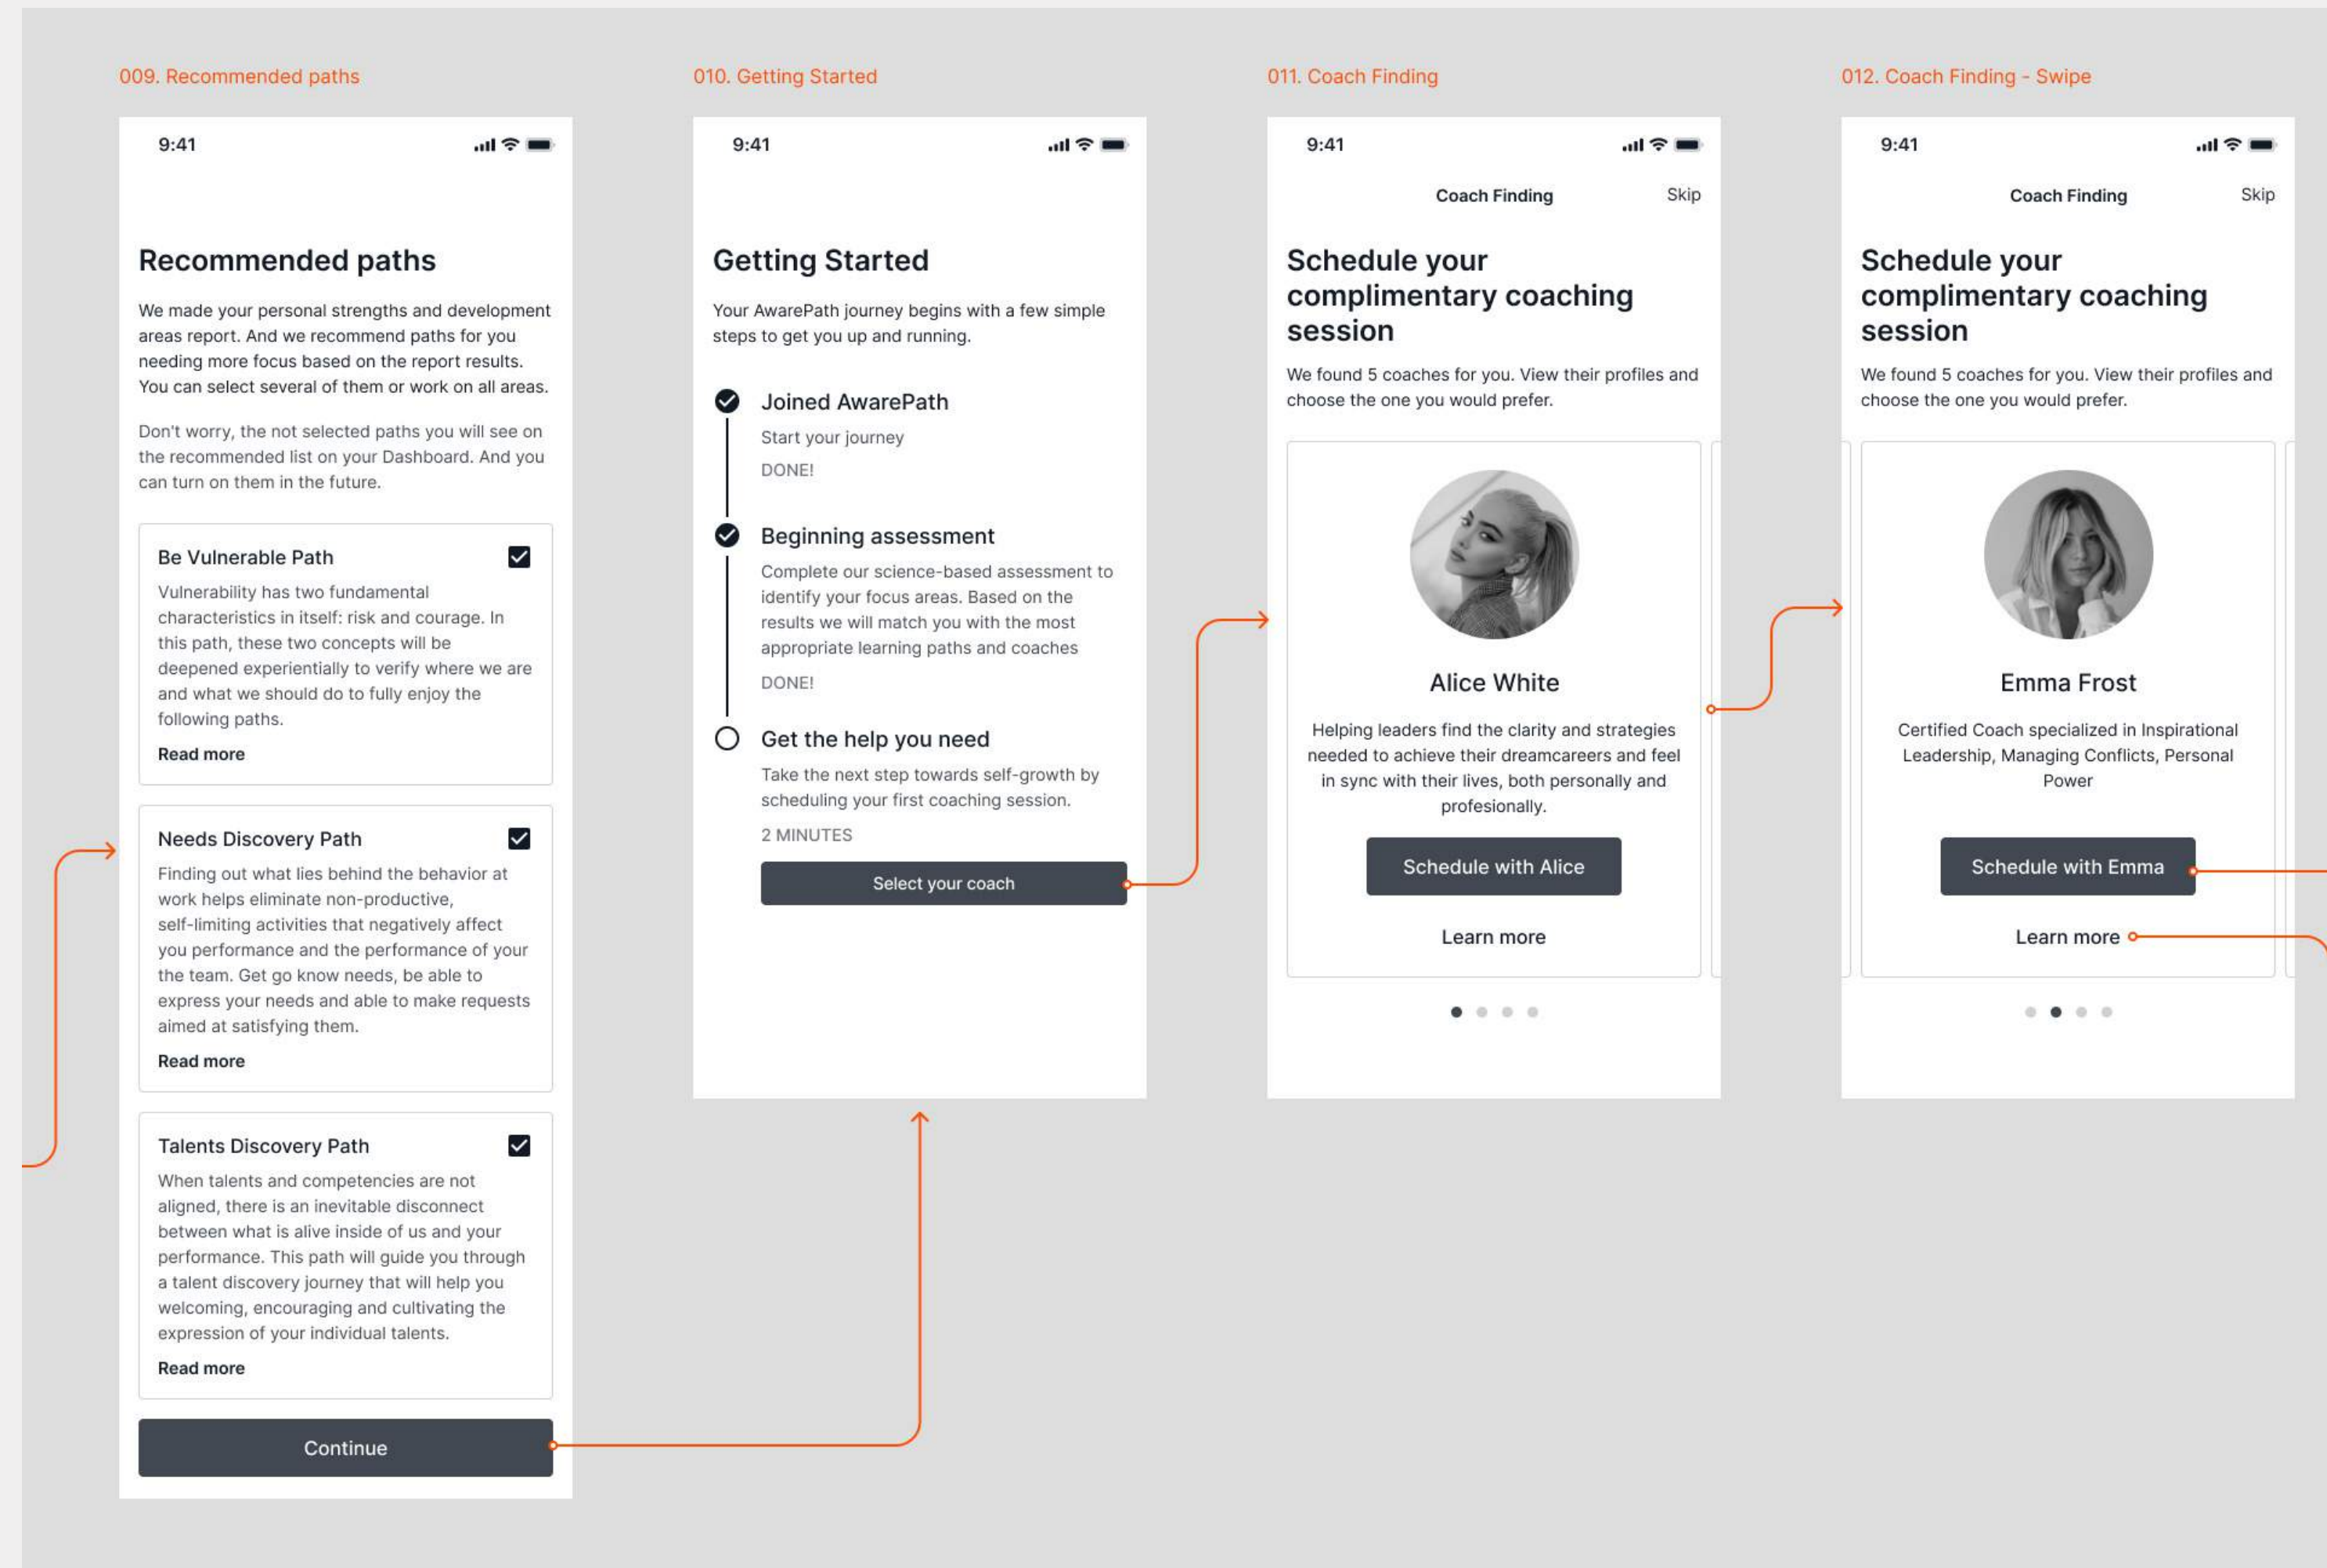 009. Recommended paths
9:41
Recommended paths
We made your personal strengths and development
areas report. And we recommend paths for you
needing more focus based on the report results.
You can select several of them or work on all areas.
Don't worry, the not selected paths you will see on
the recommended list on your Dashboard. And you
can turn on them in the future.
Be Vulnerable Path
Vulnerability has two fundamental
characteristics in itself: risk and courage. In
this path, these two concepts will be
deepened experientially to verify where we are
and what we should do to fully enjoy the
following paths.
Read more
Needs Discovery Path
Finding out what lies behind the behavior at
work helps eliminate non-productive,
self-limiting activities that negatively affect
you performance and the performance of your
the team. Get go know needs, be able to
express your needs and able to make requests
aimed at satisfying them.
Read more
Talents Discovery Path
When talents and competencies are not
aligned, there is an inevitable disconnect
between what is alive inside of us and your
performance. This path will guide you through
a talent discovery journey that will help you
welcoming, encouraging and cultivating the
expression of your individual talents.
Read more
Continue
010. Getting Started
9:41
Getting Started
Your AwarePath journey begins with a few simple
steps to get you up and running.
Joined AwarePath
Start your journey
DONE!
Beginning assessment
Complete our science-based assessment to
identify your focus areas. Based on the
results we will match you with the most
appropriate learning paths and coaches
DONE!
Get the help you need
Take the next step towards self-growth by
scheduling your first coaching session.
2 MINUTES
Select your coach
011. Coach Finding
9:41
Coach Finding
Skip
Schedule your
complimentary coaching
session
We found 5 coaches for you. View their profiles and
choose the one you would prefer.
Alice White
Helping leaders find the clarity and strategies
needed to achieve their dreamcareers and feel
in sync with their lives, both personally and
profesionally.
Schedule with Alice
Learn more
012. Coach Finding - Swipe
9:41
Coach Finding
Skip
Schedule your
complimentary coaching
session
We found 5 coaches for you. View their profiles and
choose the one you would prefer.
Emma Frost
Certified Coach specialized in Inspirational
Leadership, Managing Conflicts, Personal
Power
Schedule with Emma
Learn more